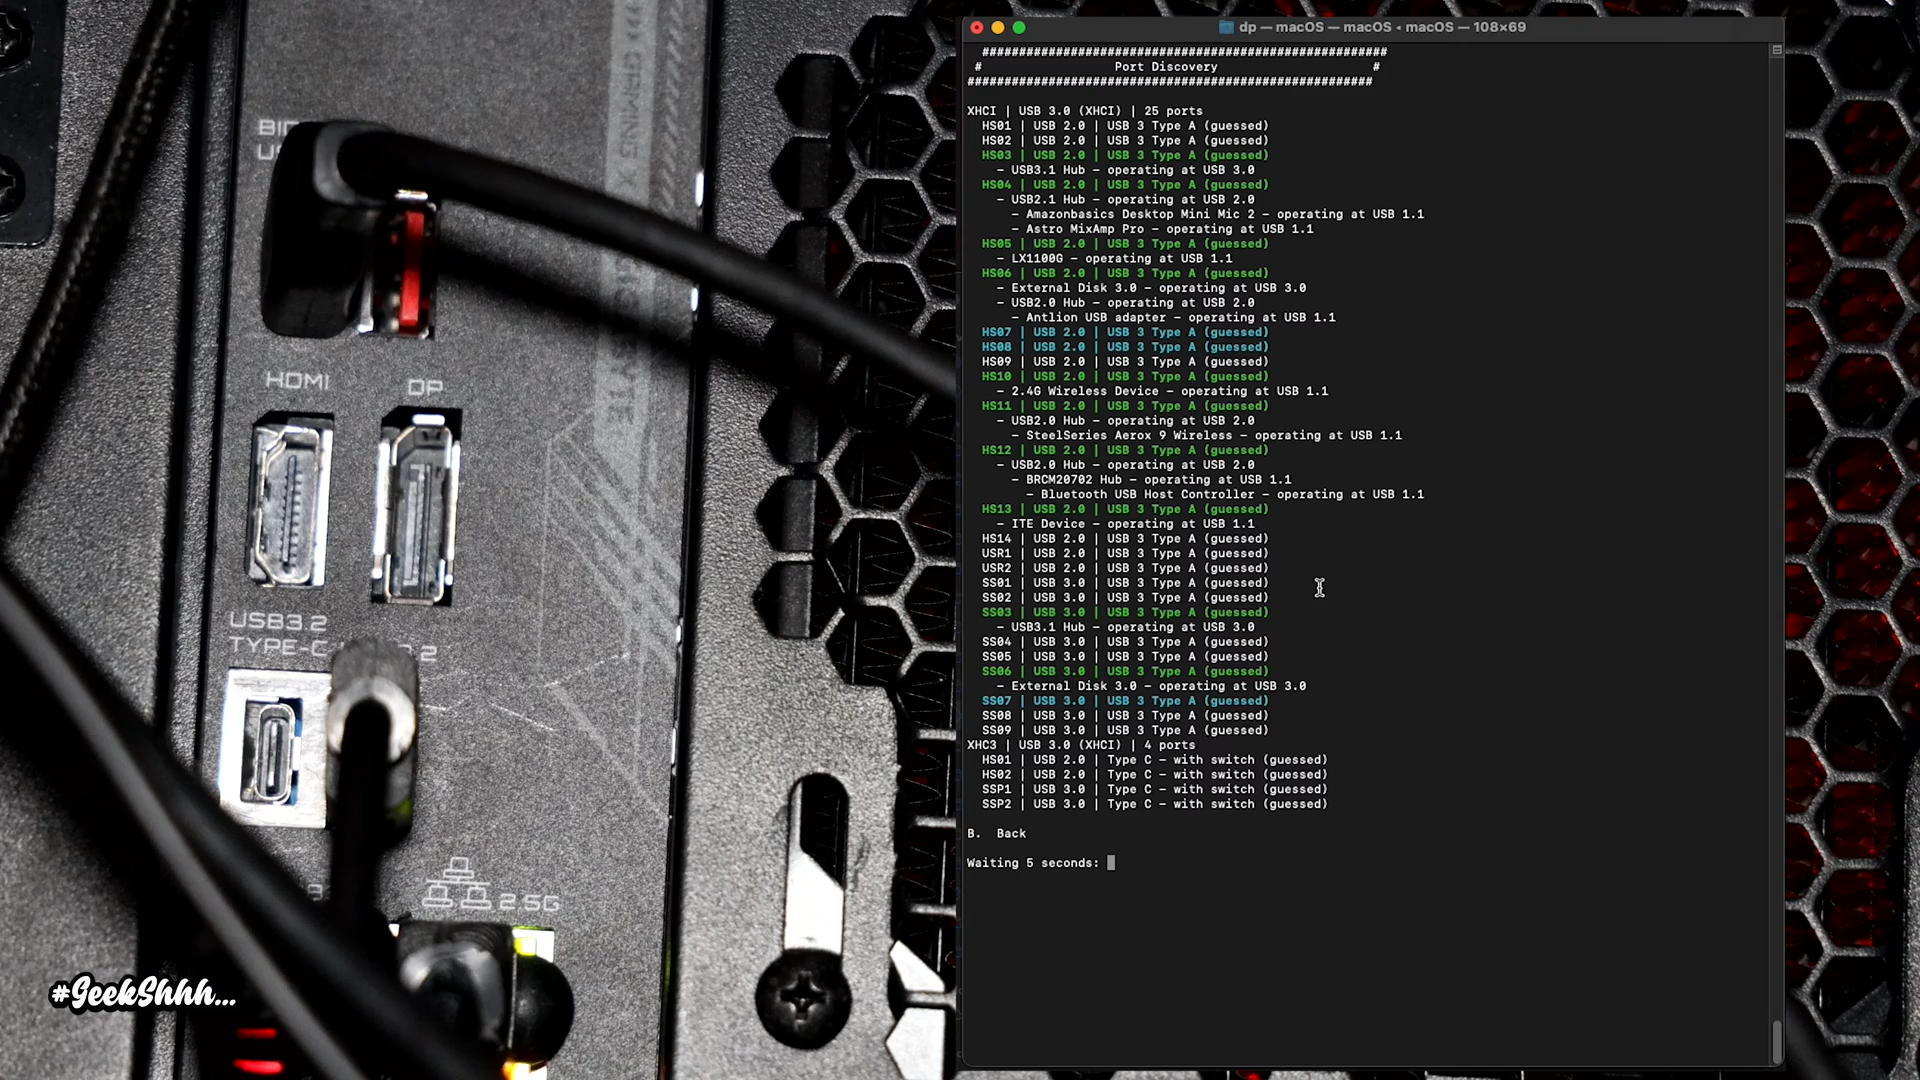 BIO
HDMI
DP
USB3.2
TYPE-C
.2
2.5G
GAMING X
#GeekShhh...
dp — macOS — macOS • macOS — 108×69
#######################################################
# Port Discovery #
#######################################################
XHCI | USB 3.0 (XHCI) | 25 ports
HS01 | USB 2.0 | USB 3 Type A (guessed)
HS02 | USB 2.0 | USB 3 Type A (guessed)
HS03 | USB 2.0 | USB 3 Type A (guessed)
- USB3.1 Hub - operating at USB 3.0
HS04 | USB 2.0 | USB 3 Type A (guessed)
- USB2.1 Hub - operating at USB 2.0
- Amazonbasics Desktop Mini Mic 2 - operating at USB 1.1
- Astro MixAmp Pro - operating at USB 1.1
HS05 | USB 2.0 | USB 3 Type A (guessed)
- LX1100G - operating at USB 1.1
HS06 | USB 2.0 | USB 3 Type A (guessed)
- External Disk 3.0 - operating at USB 3.0
- USB2.0 Hub - operating at USB 2.0
- Antlion USB adapter - operating at USB 1.1
HS07 | USB 2.0 | USB 3 Type A (guessed)
HS08 | USB 2.0 | USB 3 Type A (guessed)
HS09 | USB 2.0 | USB 3 Type A (guessed)
HS10 | USB 2.0 | USB 3 Type A (guessed)
- 2.4G Wireless Device - operating at USB 1.1
HS11 | USB 2.0 | USB 3 Type A (guessed)
- USB2.0 Hub - operating at USB 2.0
- SteelSeries Aerox 9 Wireless - operating at USB 1.1
HS12 | USB 2.0 | USB 3 Type A (guessed)
- USB2.0 Hub - operating at USB 2.0
- BRCM20702 Hub - operating at USB 1.1
- Bluetooth USB Host Controller - operating at USB 1.1
HS13 | USB 2.0 | USB 3 Type A (guessed)
- ITE Device - operating at USB 1.1
HS14 | USB 2.0 | USB 3 Type A (guessed)
USR1 | USB 2.0 | USB 3 Type A (guessed)
USR2 | USB 2.0 | USB 3 Type A (guessed)
SS01 | USB 3.0 | USB 3 Type A (guessed)
SS02 | USB 3.0 | USB 3 Type A (guessed)
SS03 | USB 3.0 | USB 3 Type A (guessed)
- USB3.1 Hub - operating at USB 3.0
SS04 | USB 3.0 | USB 3 Type A (guessed)
SS05 | USB 3.0 | USB 3 Type A (guessed)
SS06 | USB 3.0 | USB 3 Type A (guessed)
- External Disk 3.0 - operating at USB 3.0
SS07 | USB 3.0 | USB 3 Type A (guessed)
SS08 | USB 3.0 | USB 3 Type A (guessed)
SS09 | USB 3.0 | USB 3 Type A (guessed)
XHC3 | USB 3.0 (XHCI) | 4 ports
HS01 | USB 2.0 | Type C - with switch (guessed)
HS02 | USB 2.0 | Type C - with switch (guessed)
SSP1 | USB 3.0 | Type C - with switch (guessed)
SSP2 | USB 3.0 | Type C - with switch (guessed)
B. Back
Waiting 5 seconds: